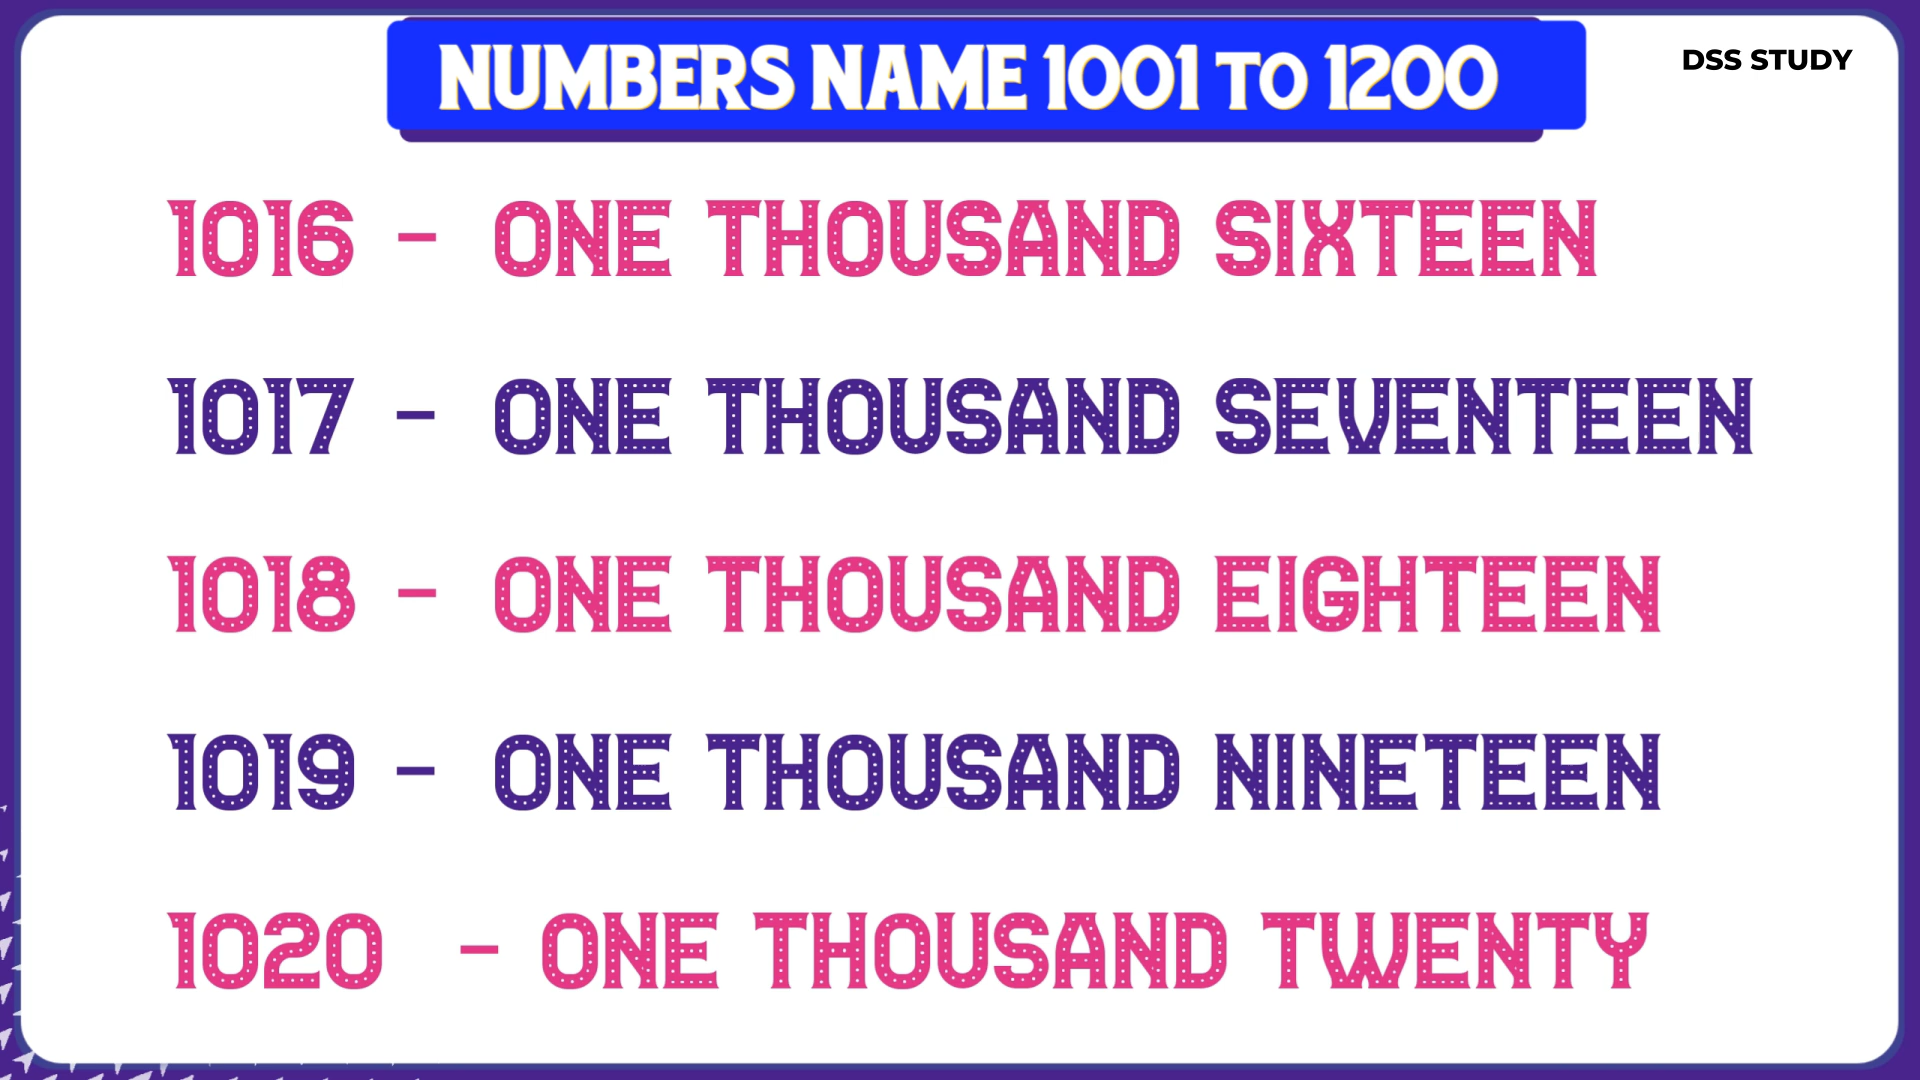 NUMBERS NAME 1001 TO 1200
DSS STUDY
1016 - ONE THOUSAND SIXTEEN
1017 - ONE THOUSAND SEVENTEEN
1018 - ONE THOUSAND EIGHTEEN
1019 - ONE THOUSAND NINETEEN
1020 - ONE THOUSAND TWENTY